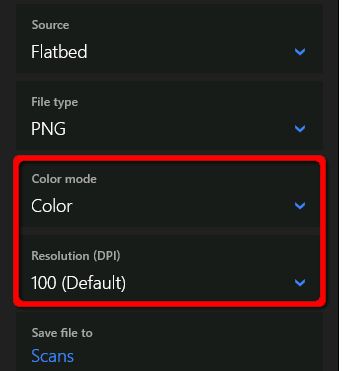 Source
Flatbed
File type
PNG
Color mode
Color
Resolution (DPI)
100 (Default)
Save file to
Scans